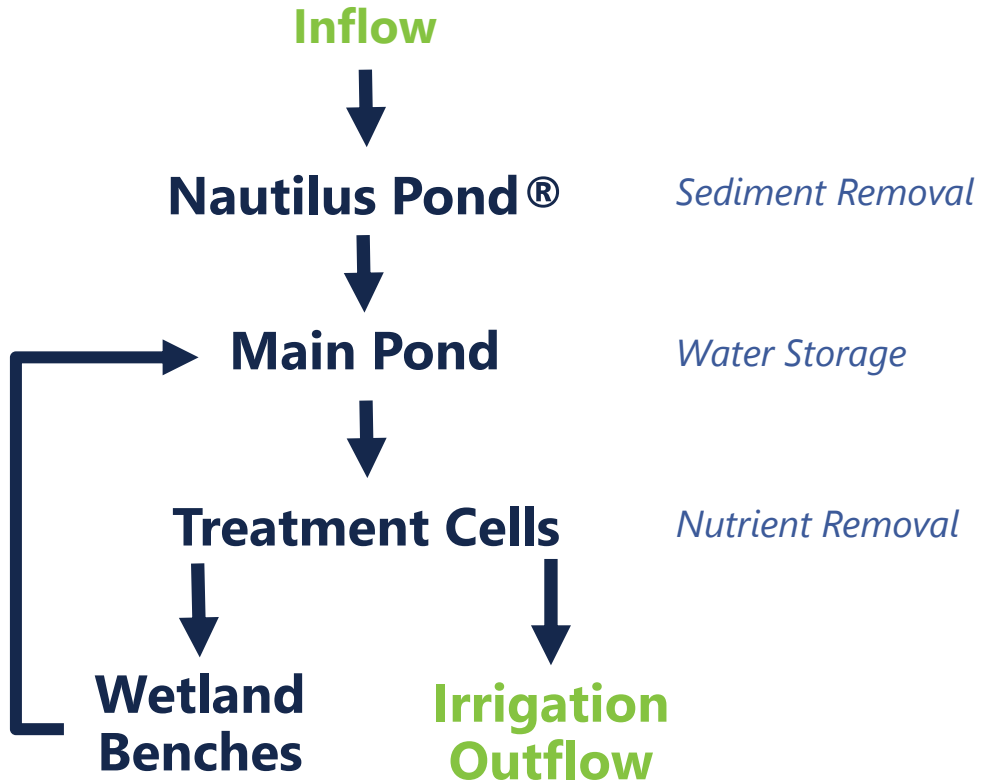 Inflow
Nautilus Pond®
Sediment Removal
Main Pond
Water Storage
Treatment Cells
Nutrient Removal
Wetland
Benches
Irrigation
Outflow